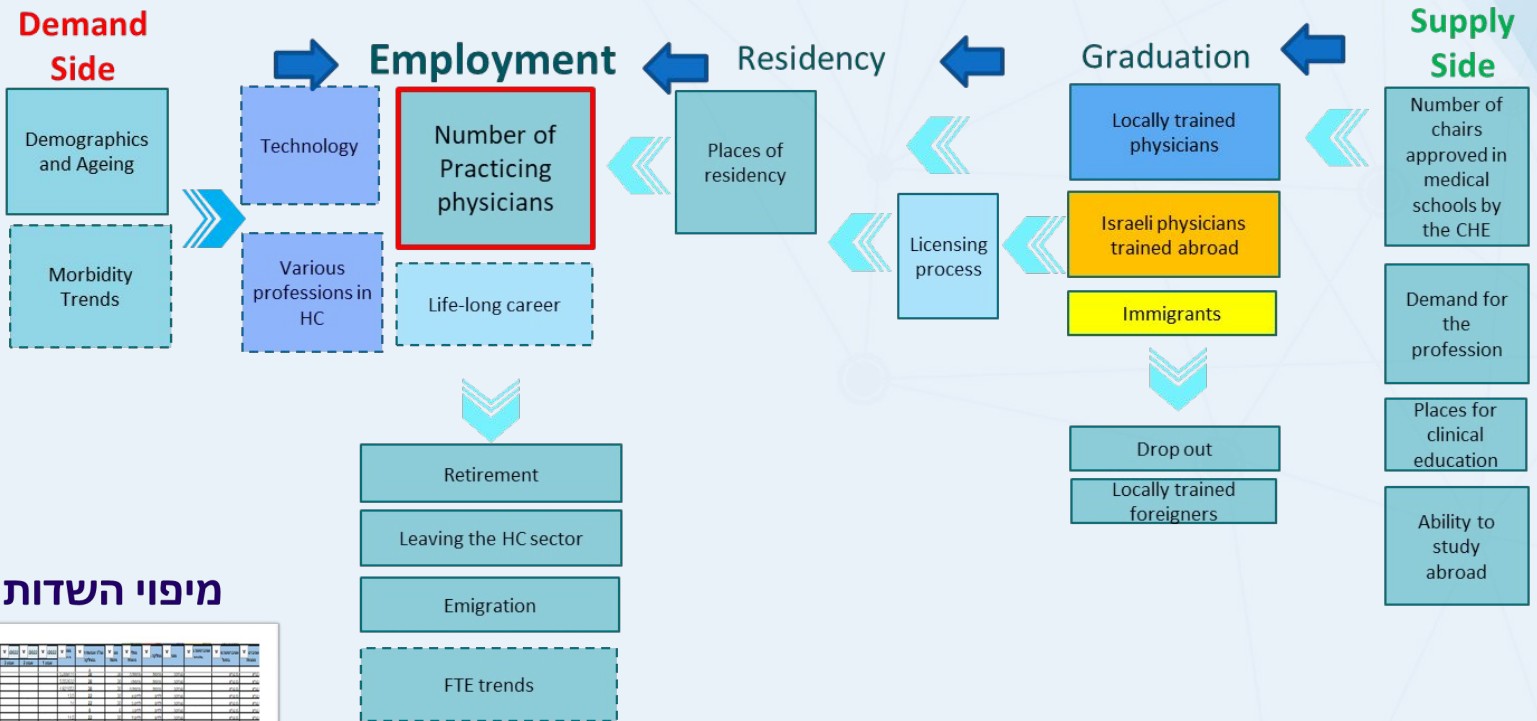 Demand
Side
Employment
Residency
Graduation
Supply
Side
Demographics
and Ageing
Morbidity
Trends
Technology
Various
professions in
HC
Number of
Practicing
physicians
Life-long career
Places of
residency
Licensing
process
Locally trained
physicians
Israeli physicians
trained abroad
Immigrants
Number of
chairs
approved in
medical
schools by
the CHE
Demand for
the
profession
Places for
clinical
education
Ability to
study
abroad
Drop out
Locally trained
foreigners
Retirement
Leaving the HC sector
Emigration
FTE trends
מיפוי השדות